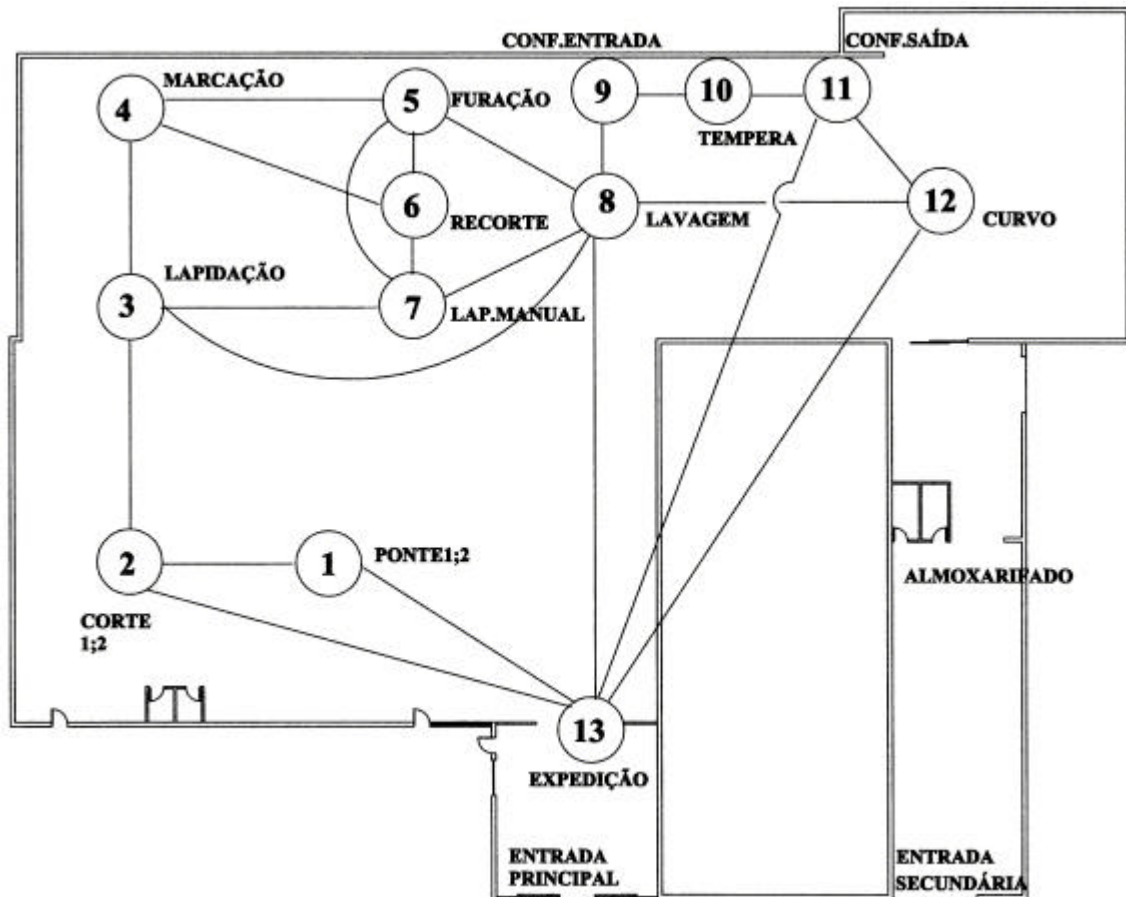 CONF.ENTRADA
CONF.SAÍDA
MARCAÇÃO
4
5
FURAÇÃO
9
10
11
TEMPERA
6
RECORTE
8
LAVAGEM
12
CURVO
LAPIDAÇÃO
3
7
LAP.MANUAL
2
1
PONTE1;2
CORTE
1;2
ALMOXARIFADO
13
EXPEDIÇÃO
ENTRADA
PRINCIPAL
ENTRADA
SECUNDÁRIA